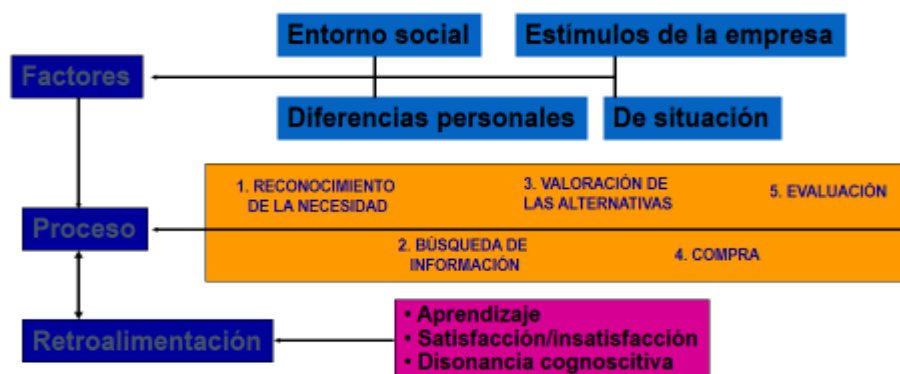 Entorno social
Estímulos de la empresa
Factores
Diferencias personales
De situación
1. RECONOCIMIENTO
DE LA NECESIDAD
3. VALORACIÓN DE
LAS ALTERNATIVAS
5. EVALUACIÓN
Proceso
2. BÚSQUEDA DE
INFORMACIÓN
4. COMPRA
Retroalimentación
• Aprendizaje
• Satisfacción/insatisfacción
• Disonancia cognoscitiva